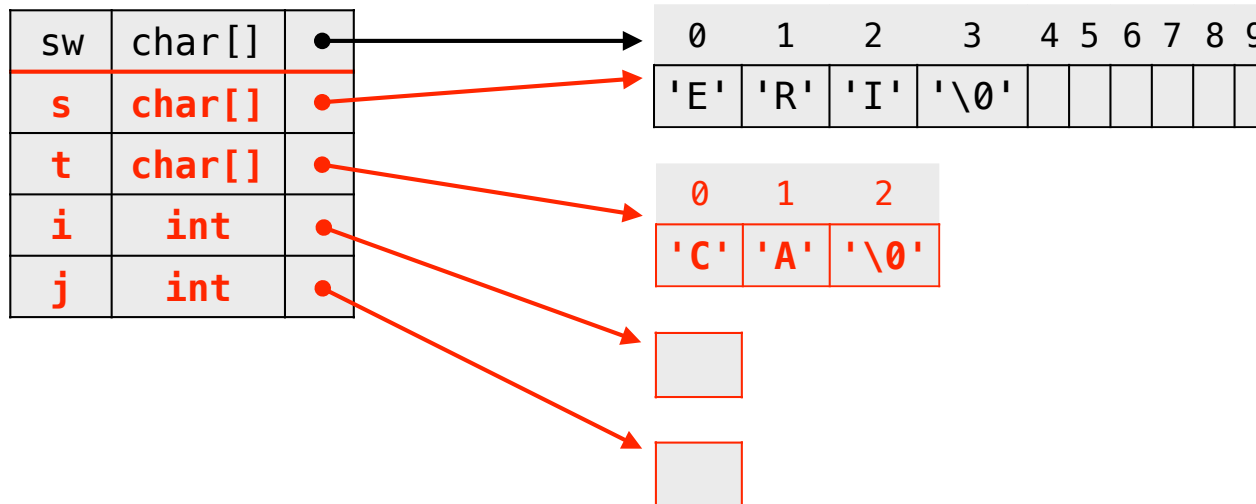 sw char[]
0 1 2 3 4 5 6 7 8 9
s char[]
'E' 'R' 'I' '\0'
t char[]
0 1 2
i int
'C' 'A' '\0'
j int